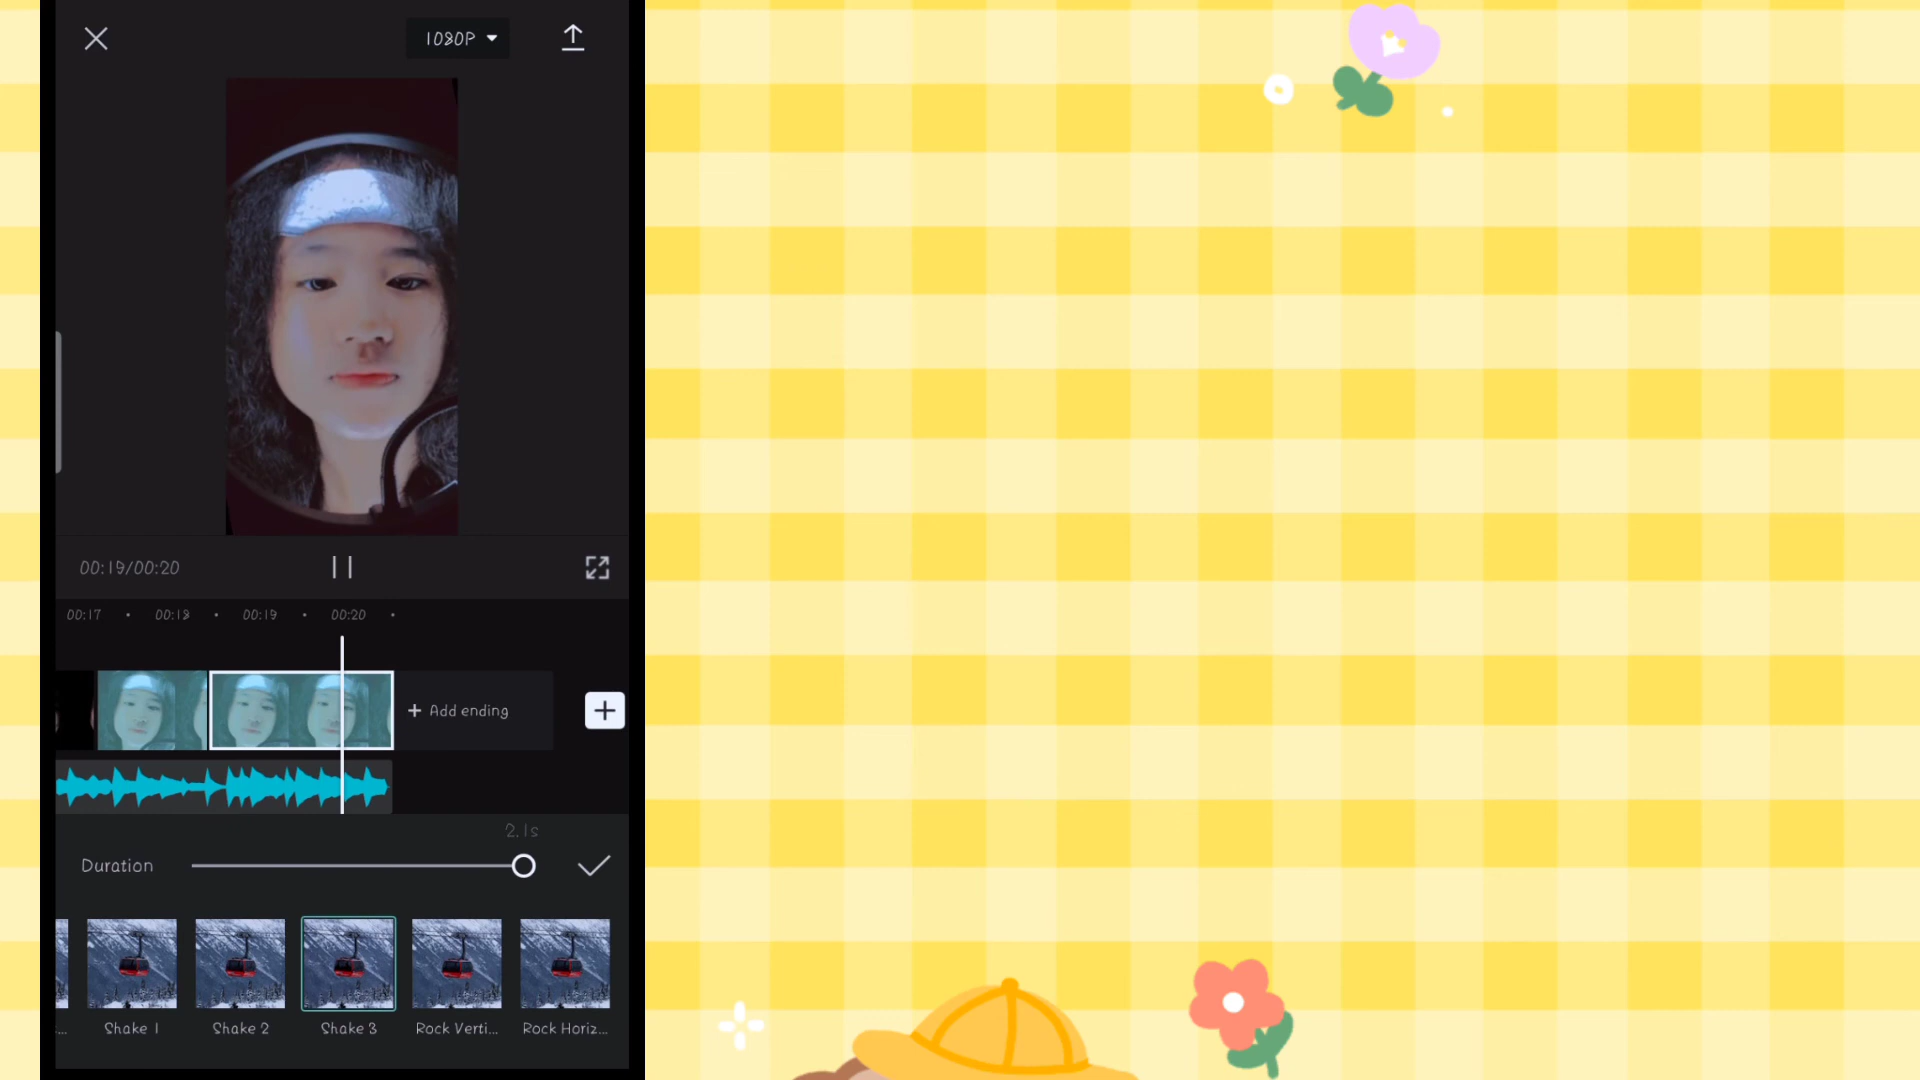 1080P
00:19/00:20
00:17 00:18 00:19 00:20
+ Add ending
2.1s
Duration
... Shake 1 Shake 2 Shake 3 Rock Verti... Rock Horiz...